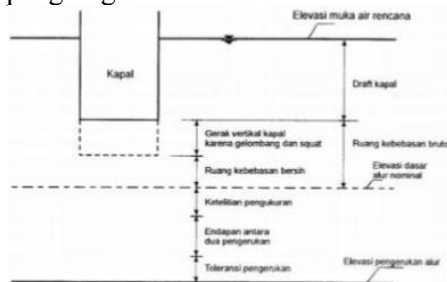 Elevasi muka air rencana
Kapal
Draft kapal
Gerak vertikal kapal
karena gelombang dan squat
Ruang kebebasan bruto
Ruang kebebasan bersih
Elevasi dasar
alur nominal
Ketelitian pengukuran
Endapan antara
dua pengerukan
Toleransi pengerukan
Elevasi pengerukan alur